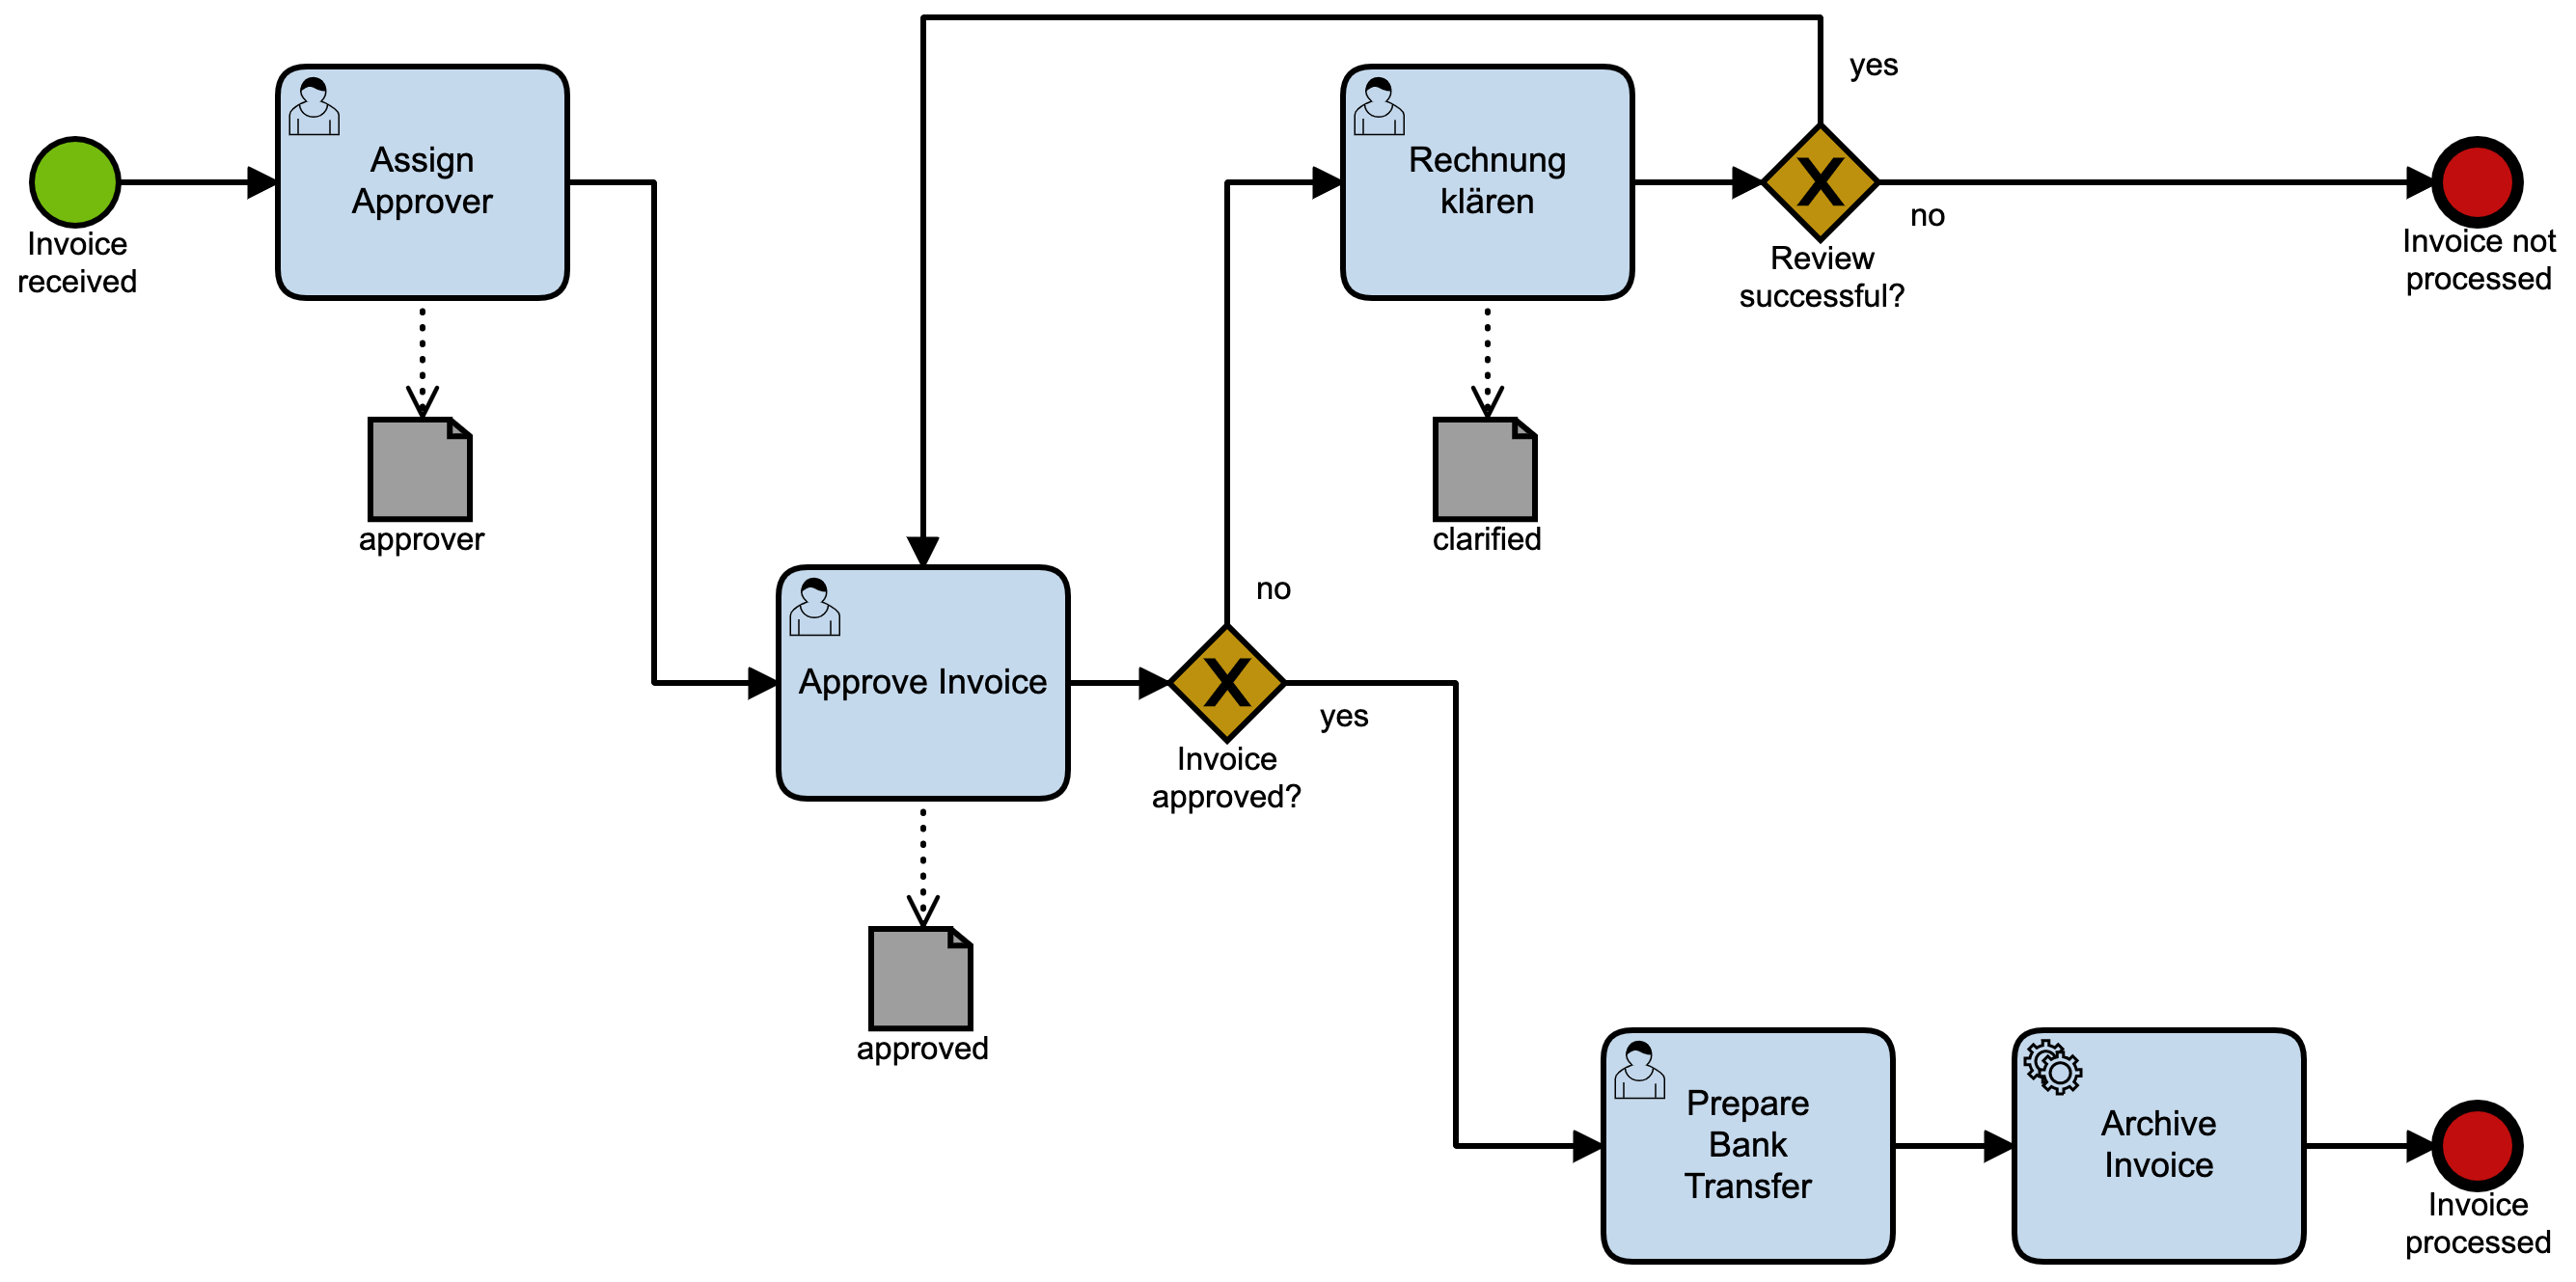 yes
Assign
Approver
Rechnung
klären
Invoice
received
no
Review
successful?
Invoice not
processed
approver
clarified
no
Approve Invoice
yes
Invoice
approved?
approved
Prepare
Bank
Transfer
Archive
Invoice
Invoice
processed